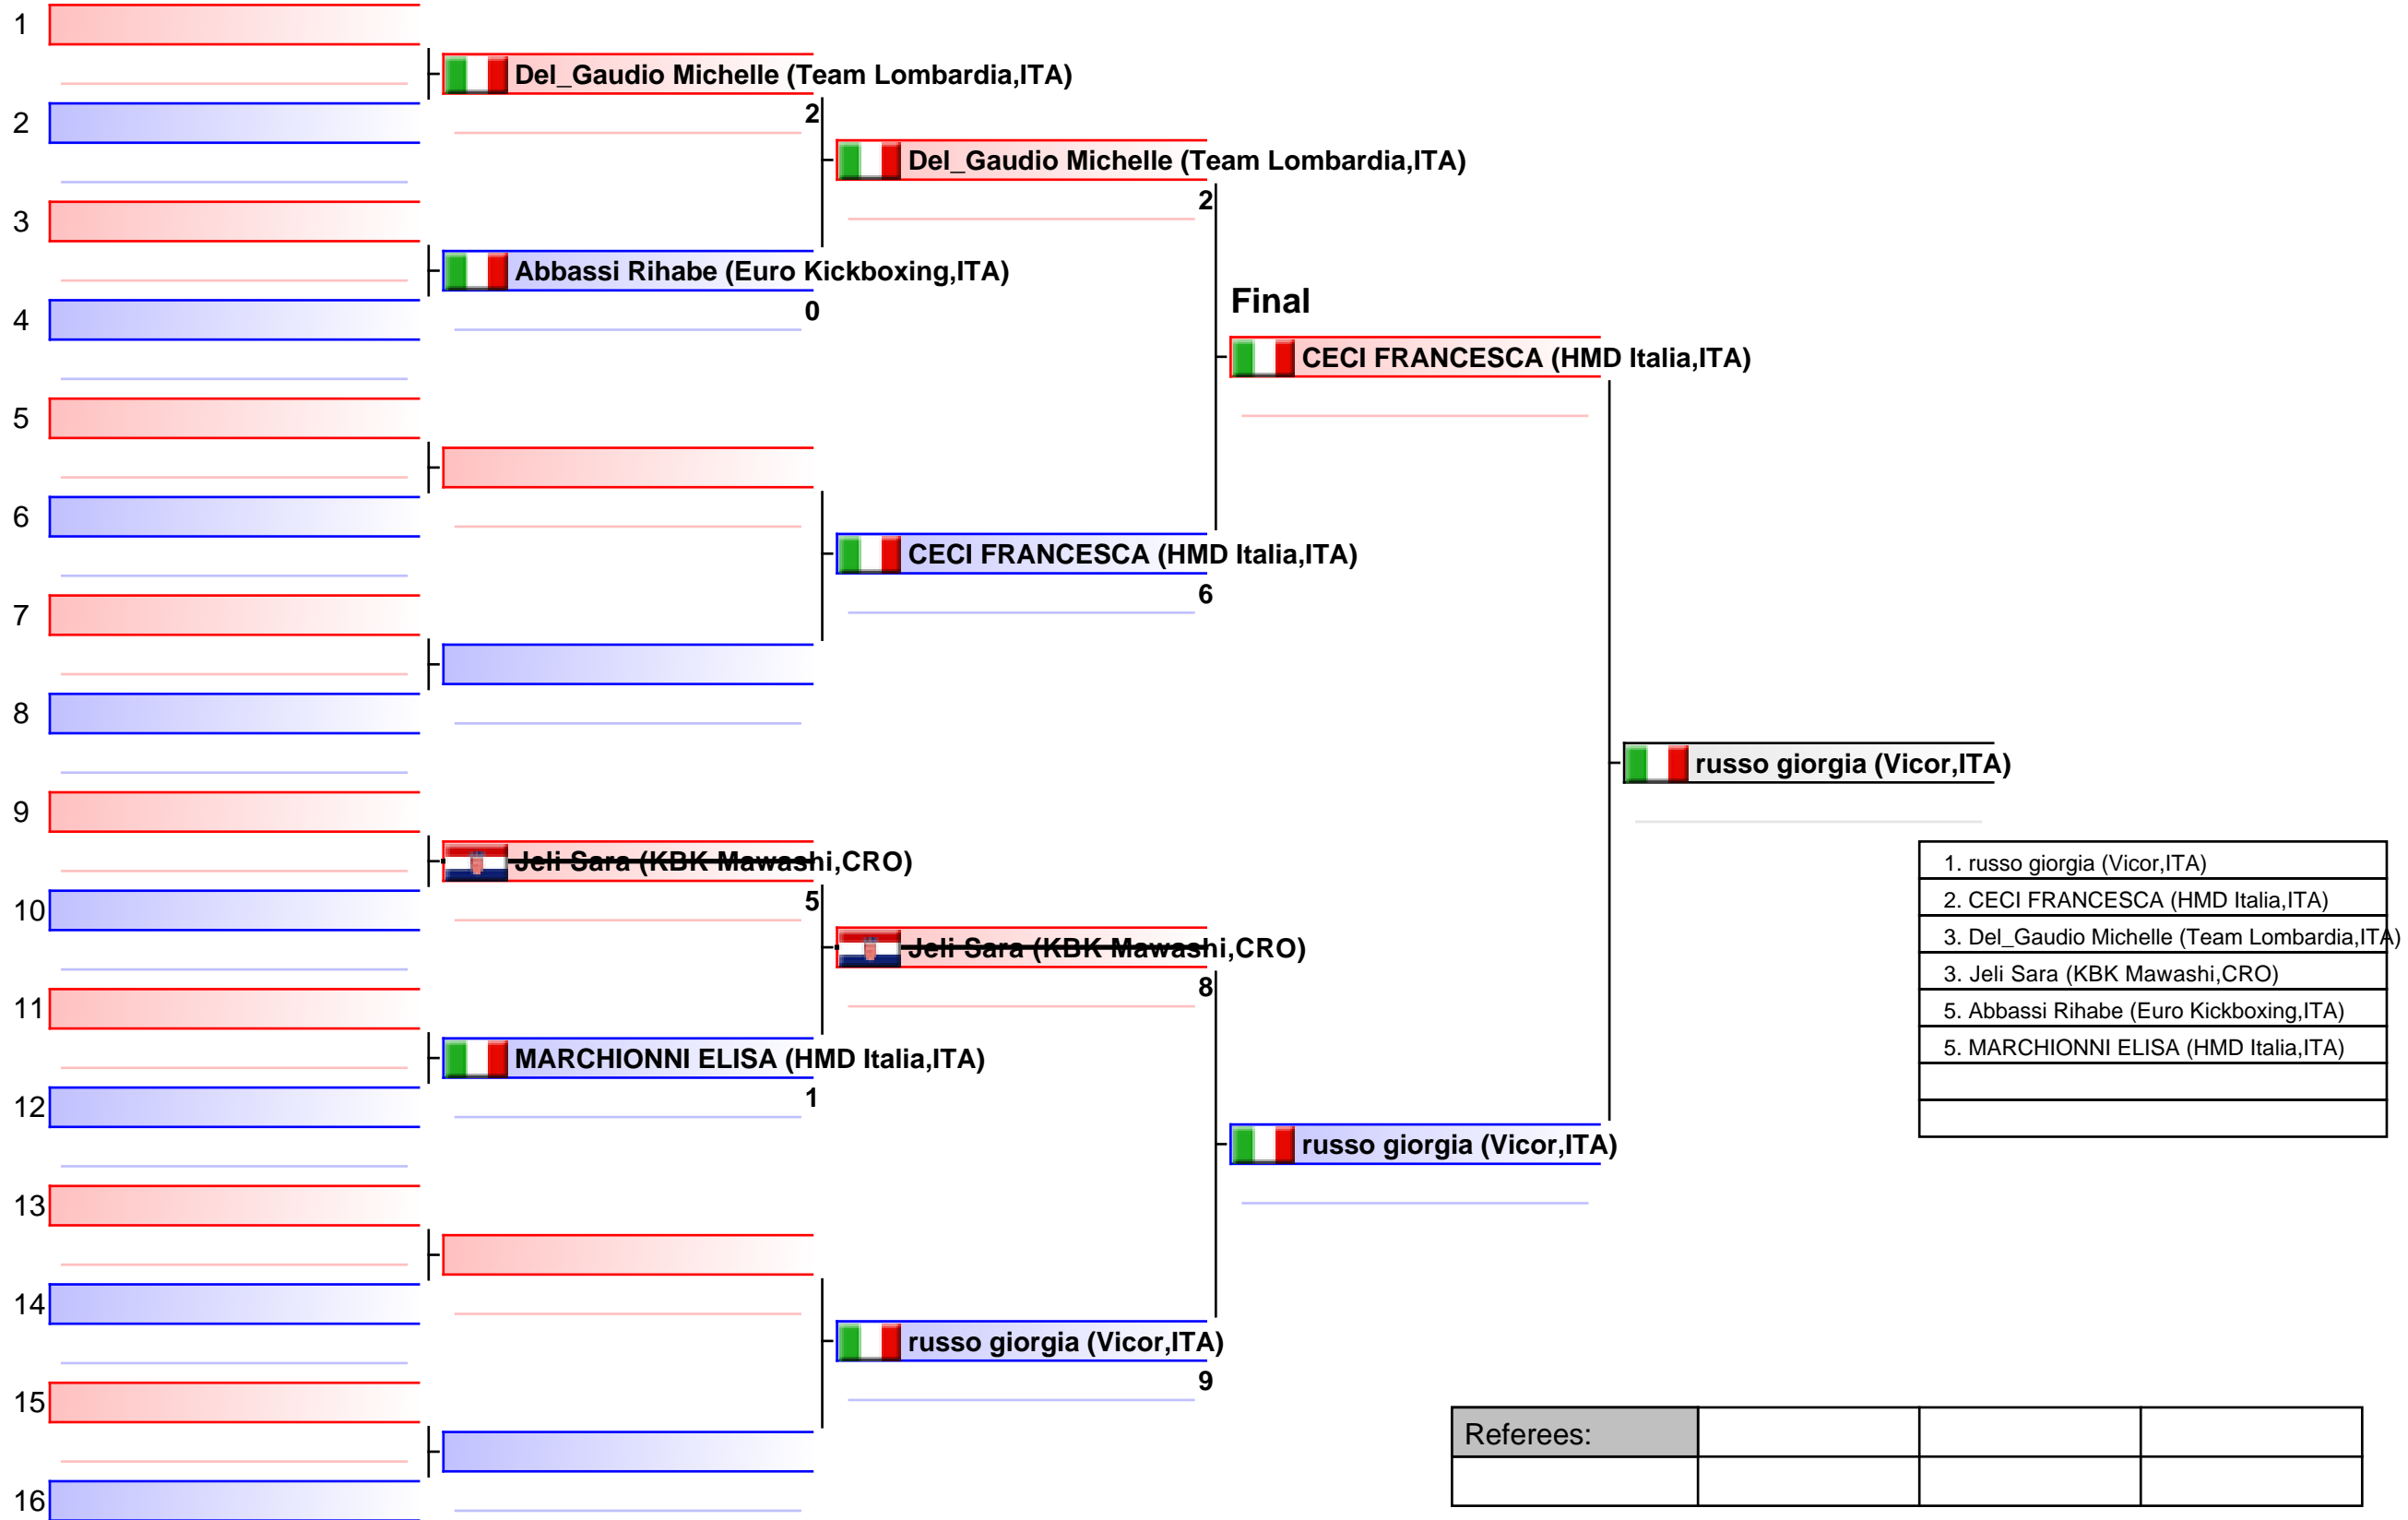 1
Del_Gaudio Michelle (Team Lombardia,ITA)
2
2
Del_Gaudio Michelle (Team Lombardia,ITA)
2
3
Abbassi Rihabe (Euro Kickboxing,ITA)
0
4
Final
CECI FRANCESCA (HMD Italia,ITA)
5
6
CECI FRANCESCA (HMD Italia,ITA)
6
7
8
russo giorgia (Vicor,ITA)
9
Jeli Sara (KBK Mawashi,CRO)
5
10
Jeli Sara (KBK Mawashi,CRO)
8
11
MARCHIONNI ELISA (HMD Italia,ITA)
1
12
russo giorgia (Vicor,ITA)
13
14
russo giorgia (Vicor,ITA)
9
15
16
1. russo giorgia (Vicor,ITA)
2. CECI FRANCESCA (HMD Italia,ITA)
3. Del_Gaudio Michelle (Team Lombardia,ITA)
3. Jeli Sara (KBK Mawashi,CRO)
5. Abbassi Rihabe (Euro Kickboxing,ITA)
5. MARCHIONNI ELISA (HMD Italia,ITA)
Referees: